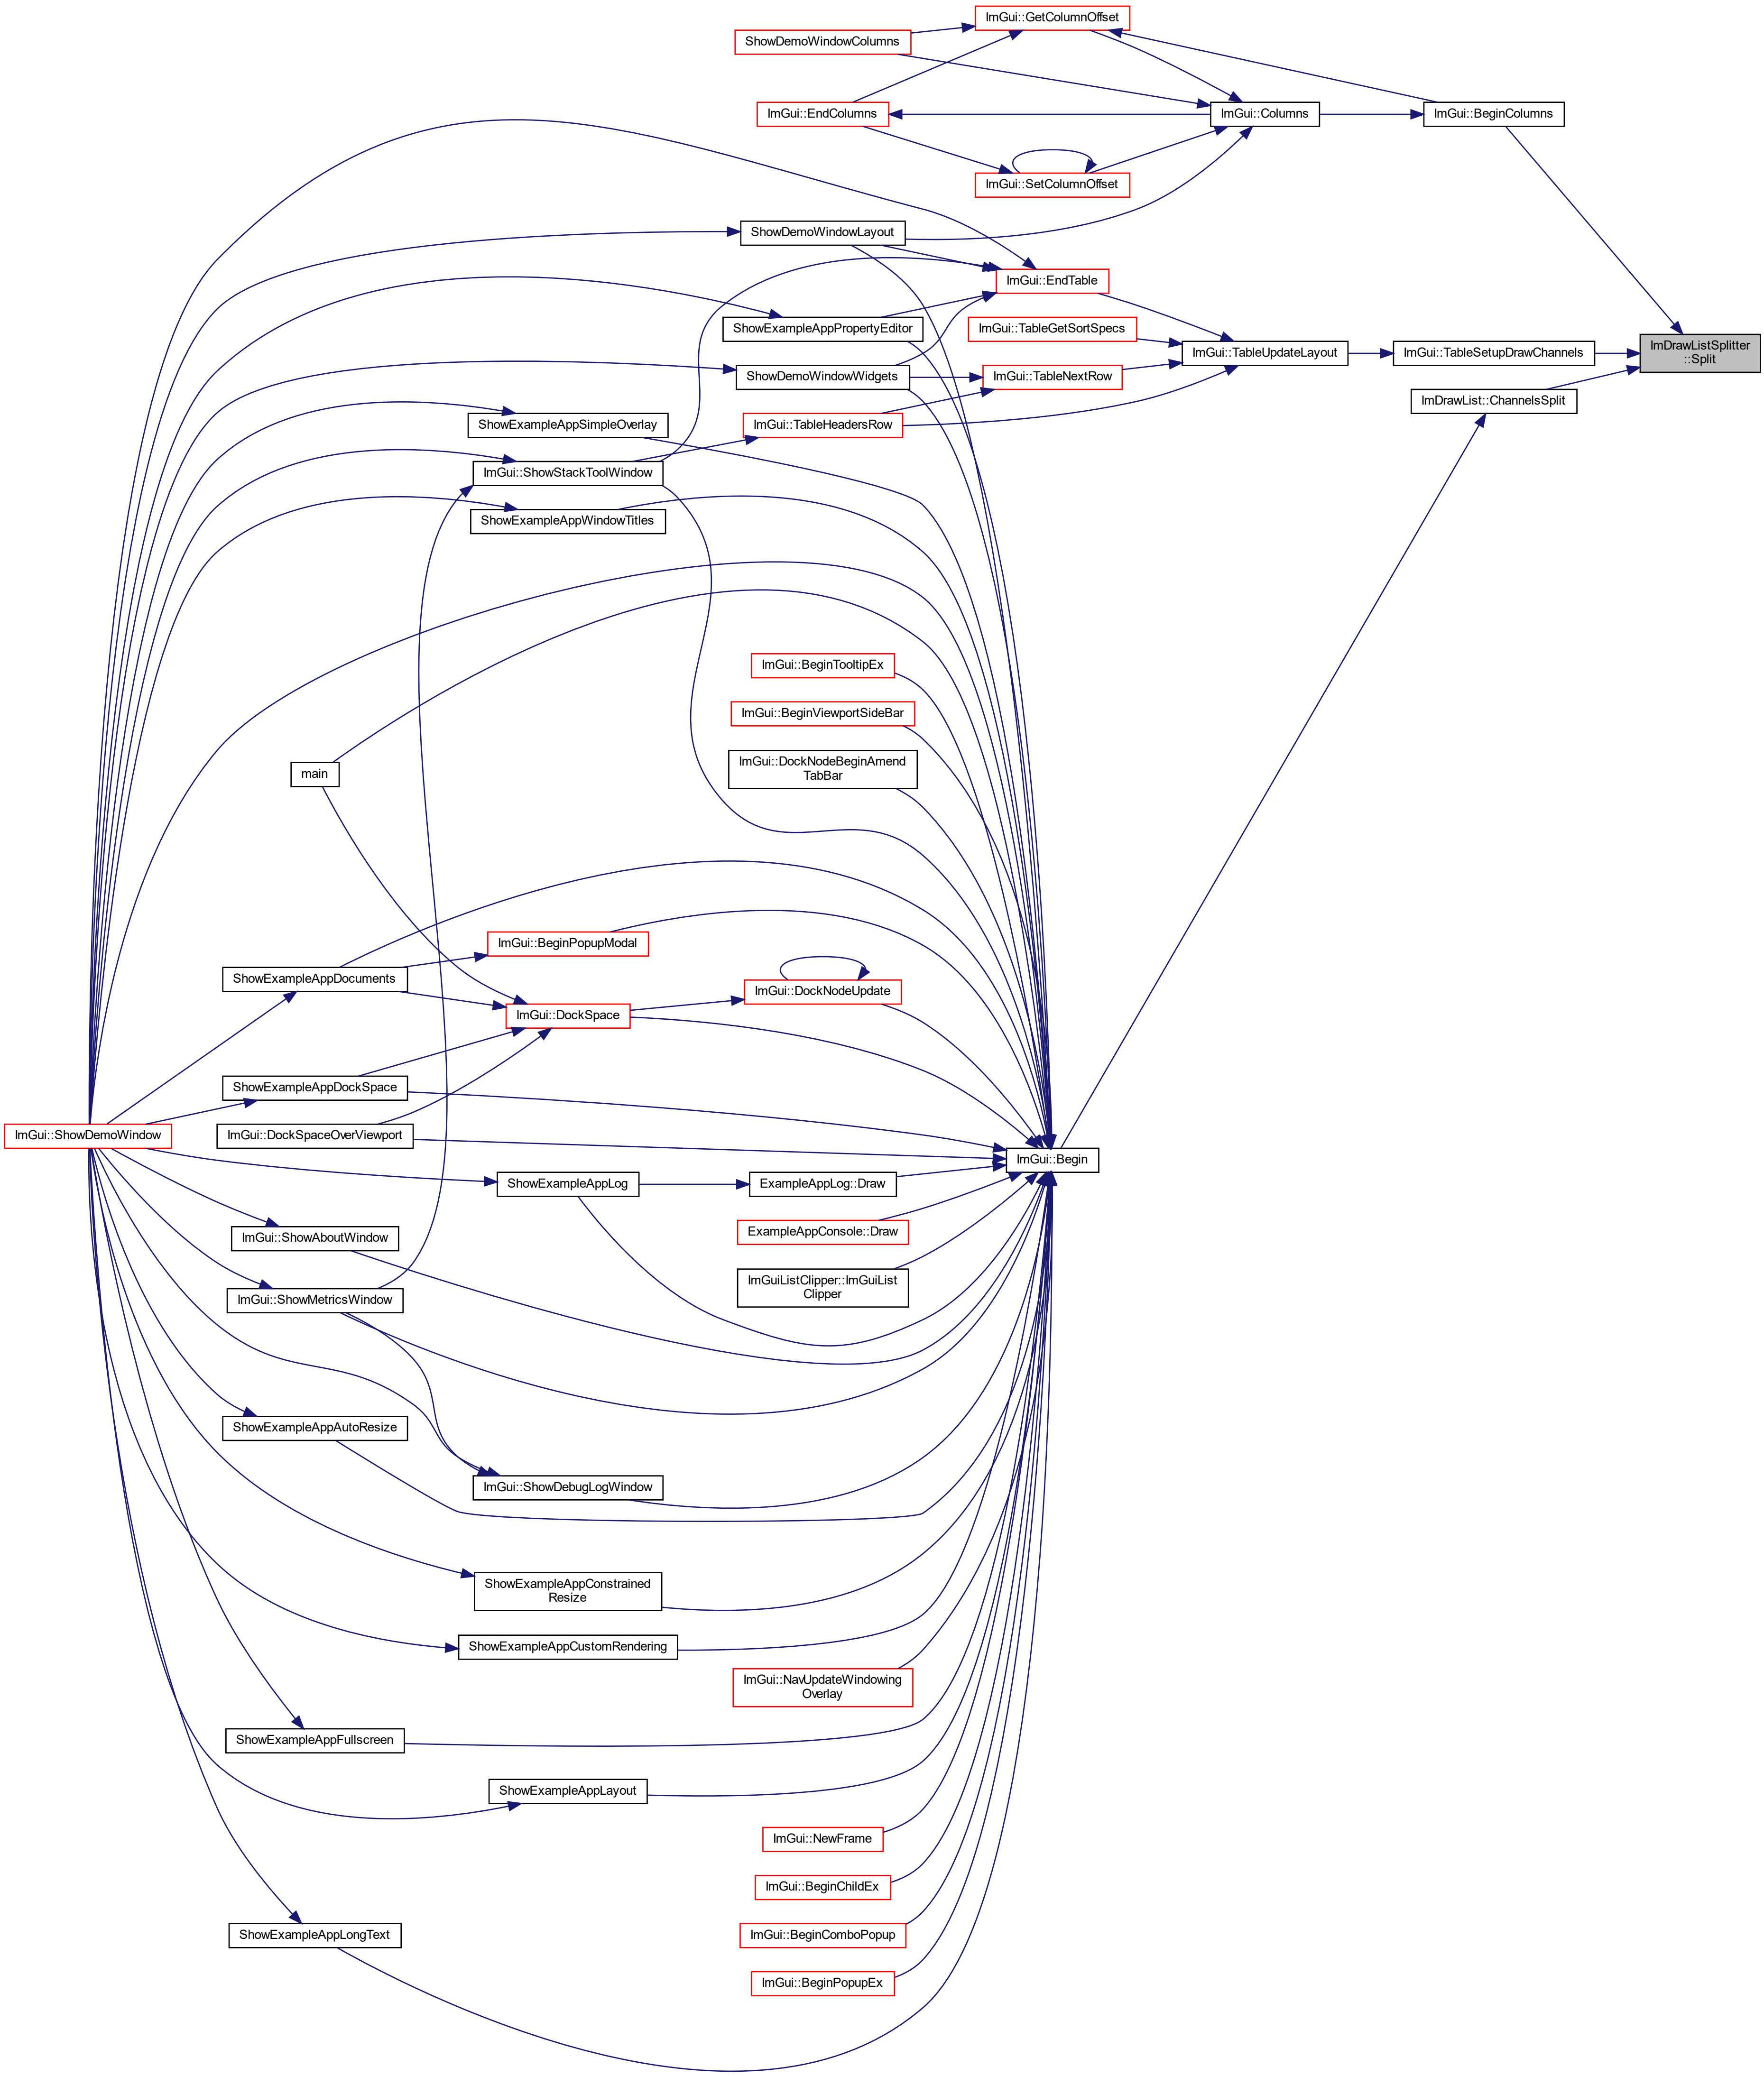 ImGui::GetColumnOffset
ShowDemoWindowColumns
ImGui::EndColumns
ImGui::Columns
ImGui::BeginColumns
ImGui::SetColumnOffset
ShowDemoWindowLayout
ImGui::EndTable
ShowExampleAppPropertyEditor
ImGui::TableGetSortSpecs
ImDrawListSplitter
::Split
ImGui::TableUpdateLayout
ImGui::TableSetupDrawChannels
ShowDemoWindowWidgets
ImGui::TableNextRow
ImDrawList::ChannelsSplit
ShowExampleAppSimpleOverlay
ImGui::TableHeadersRow
ImGui::ShowStackToolWindow
ShowExampleAppWindowTitles
ImGui::BeginTooltipEx
ImGui::BeginViewportSideBar
ImGui::DockNodeBeginAmend
TabBar
main
ImGui::BeginPopupModal
ShowExampleAppDocuments
ImGui::DockNodeUpdate
ImGui::DockSpace
ShowExampleAppDockSpace
ImGui::ShowDemoWindow
ImGui::DockSpaceOverViewport
ImGui::Begin
ShowExampleAppLog
ExampleAppLog::Draw
ImGui::ShowAboutWindow
ExampleAppConsole::Draw
ImGuiListClipper::ImGuiList
Clipper
ImGui::ShowMetricsWindow
ShowExampleAppAutoResize
ImGui::ShowDebugLogWindow
ShowExampleAppConstrained
Resize
ShowExampleAppCustomRendering
ImGui::NavUpdateWindowing
Overlay
ShowExampleAppFullscreen
ShowExampleAppLayout
ImGui::NewFrame
ImGui::BeginChildEx
ShowExampleAppLongText
ImGui::BeginComboPopup
ImGui::BeginPopupEx